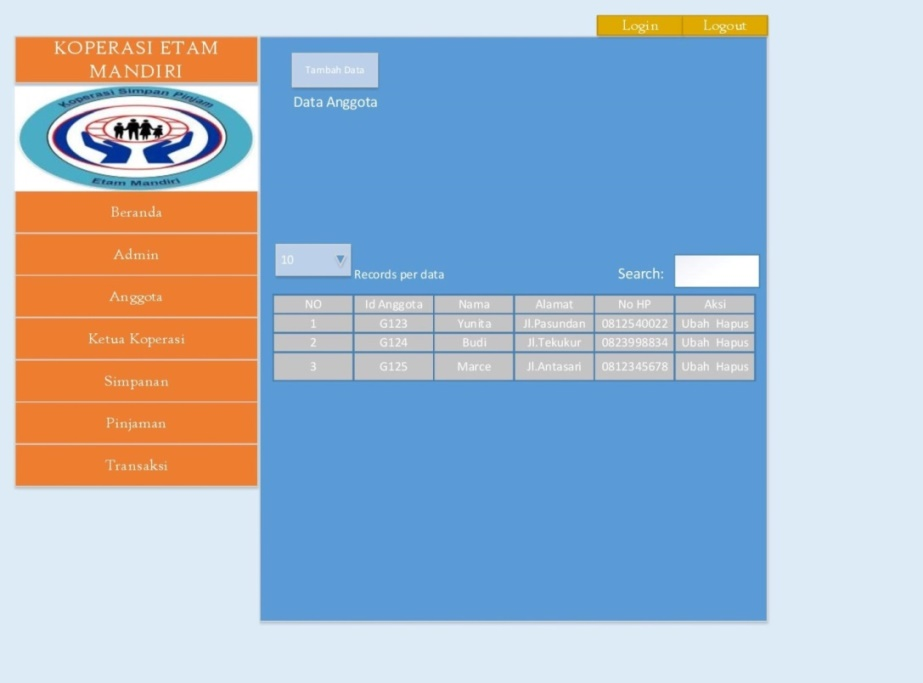 Login Logout
KOPERASI ETAM
MANDIRI
Koperasi Simpan Pinjam
Etam Mandiri
Beranda
Admin
Anggota
Ketua Koperasi
Simpanan
Pinjaman
Transaksi
Tambah Data
Data Anggota
10 Records per data Search:
NO Id Anggota Nama Alamat No HP Aksi
1 G123 Yunita Jl.Pasundan 0812540022 Ubah Hapus
2 G124 Budi Jl.Tekukur 0823998834 Ubah Hapus
3 G125 Marce Jl.Antasari 0812345678 Ubah Hapus